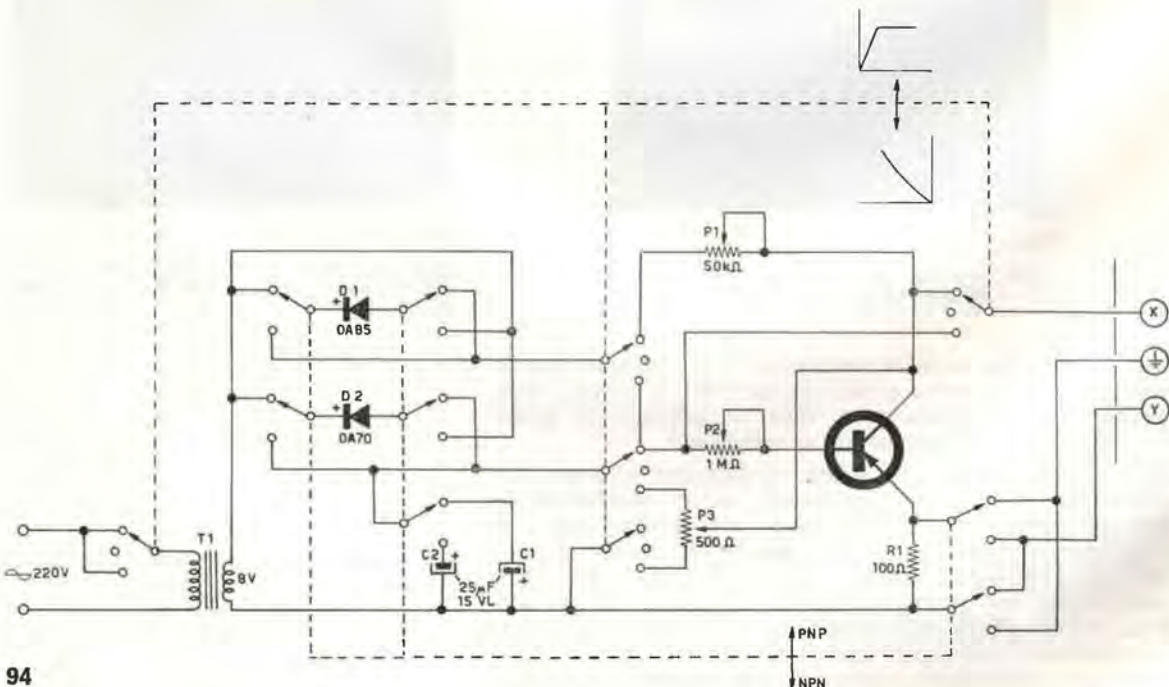 P1
50kΩ
D1
OA85
X
D2
OA70
P2
1MΩ
Y
P3
500Ω
T1
C2
C1
220V
8V
25µF
15 VL
R1
100Ω
+
+
+
+
PNP
NPN
94